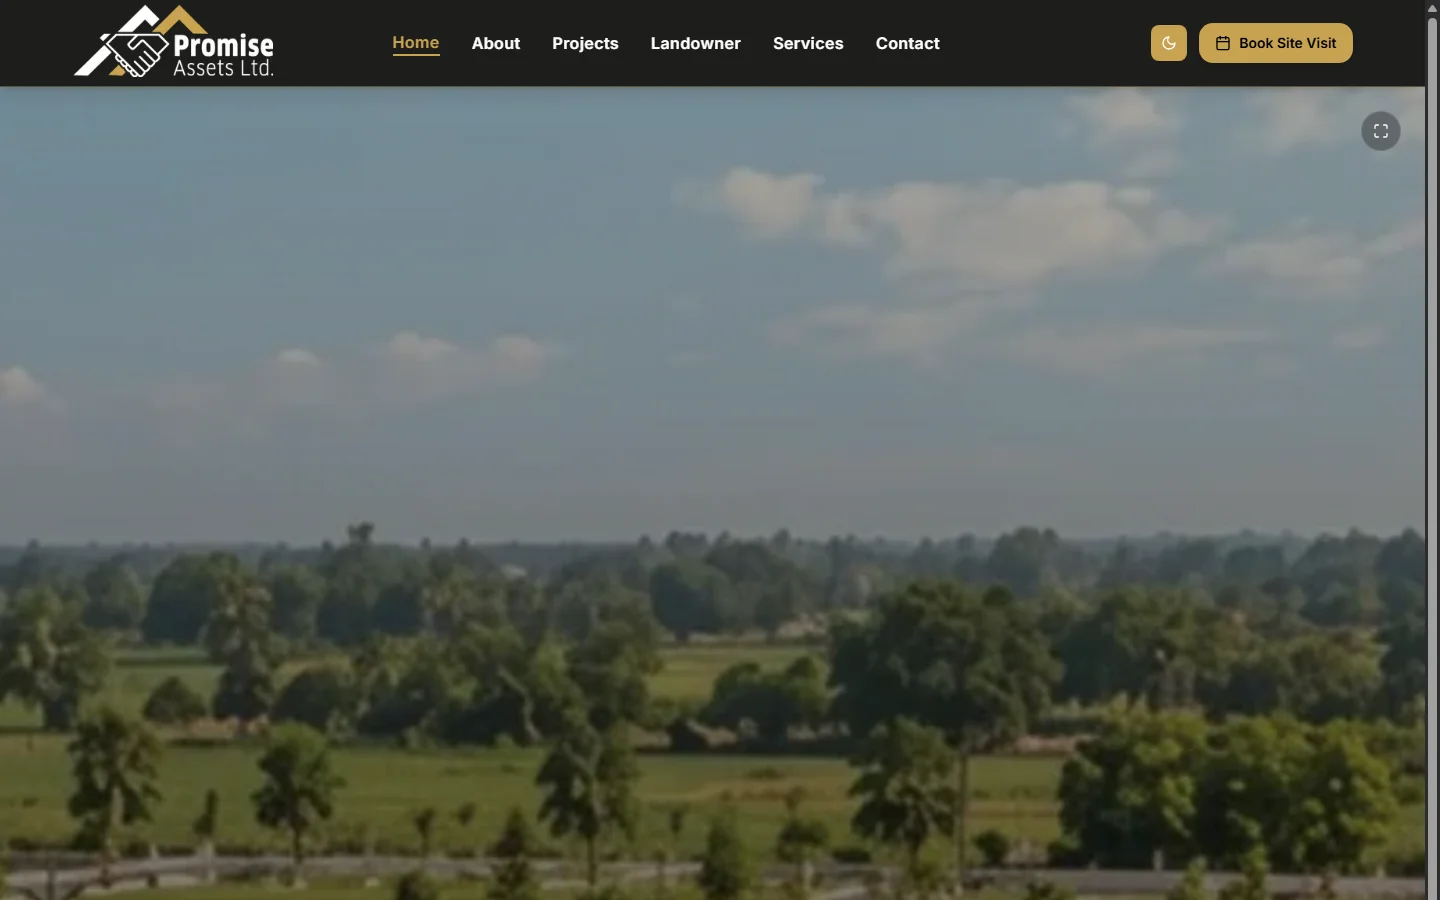 Promise
Assets Ltd.
Home
About
Projects
Landowner
Services
Contact
Book Site Visit